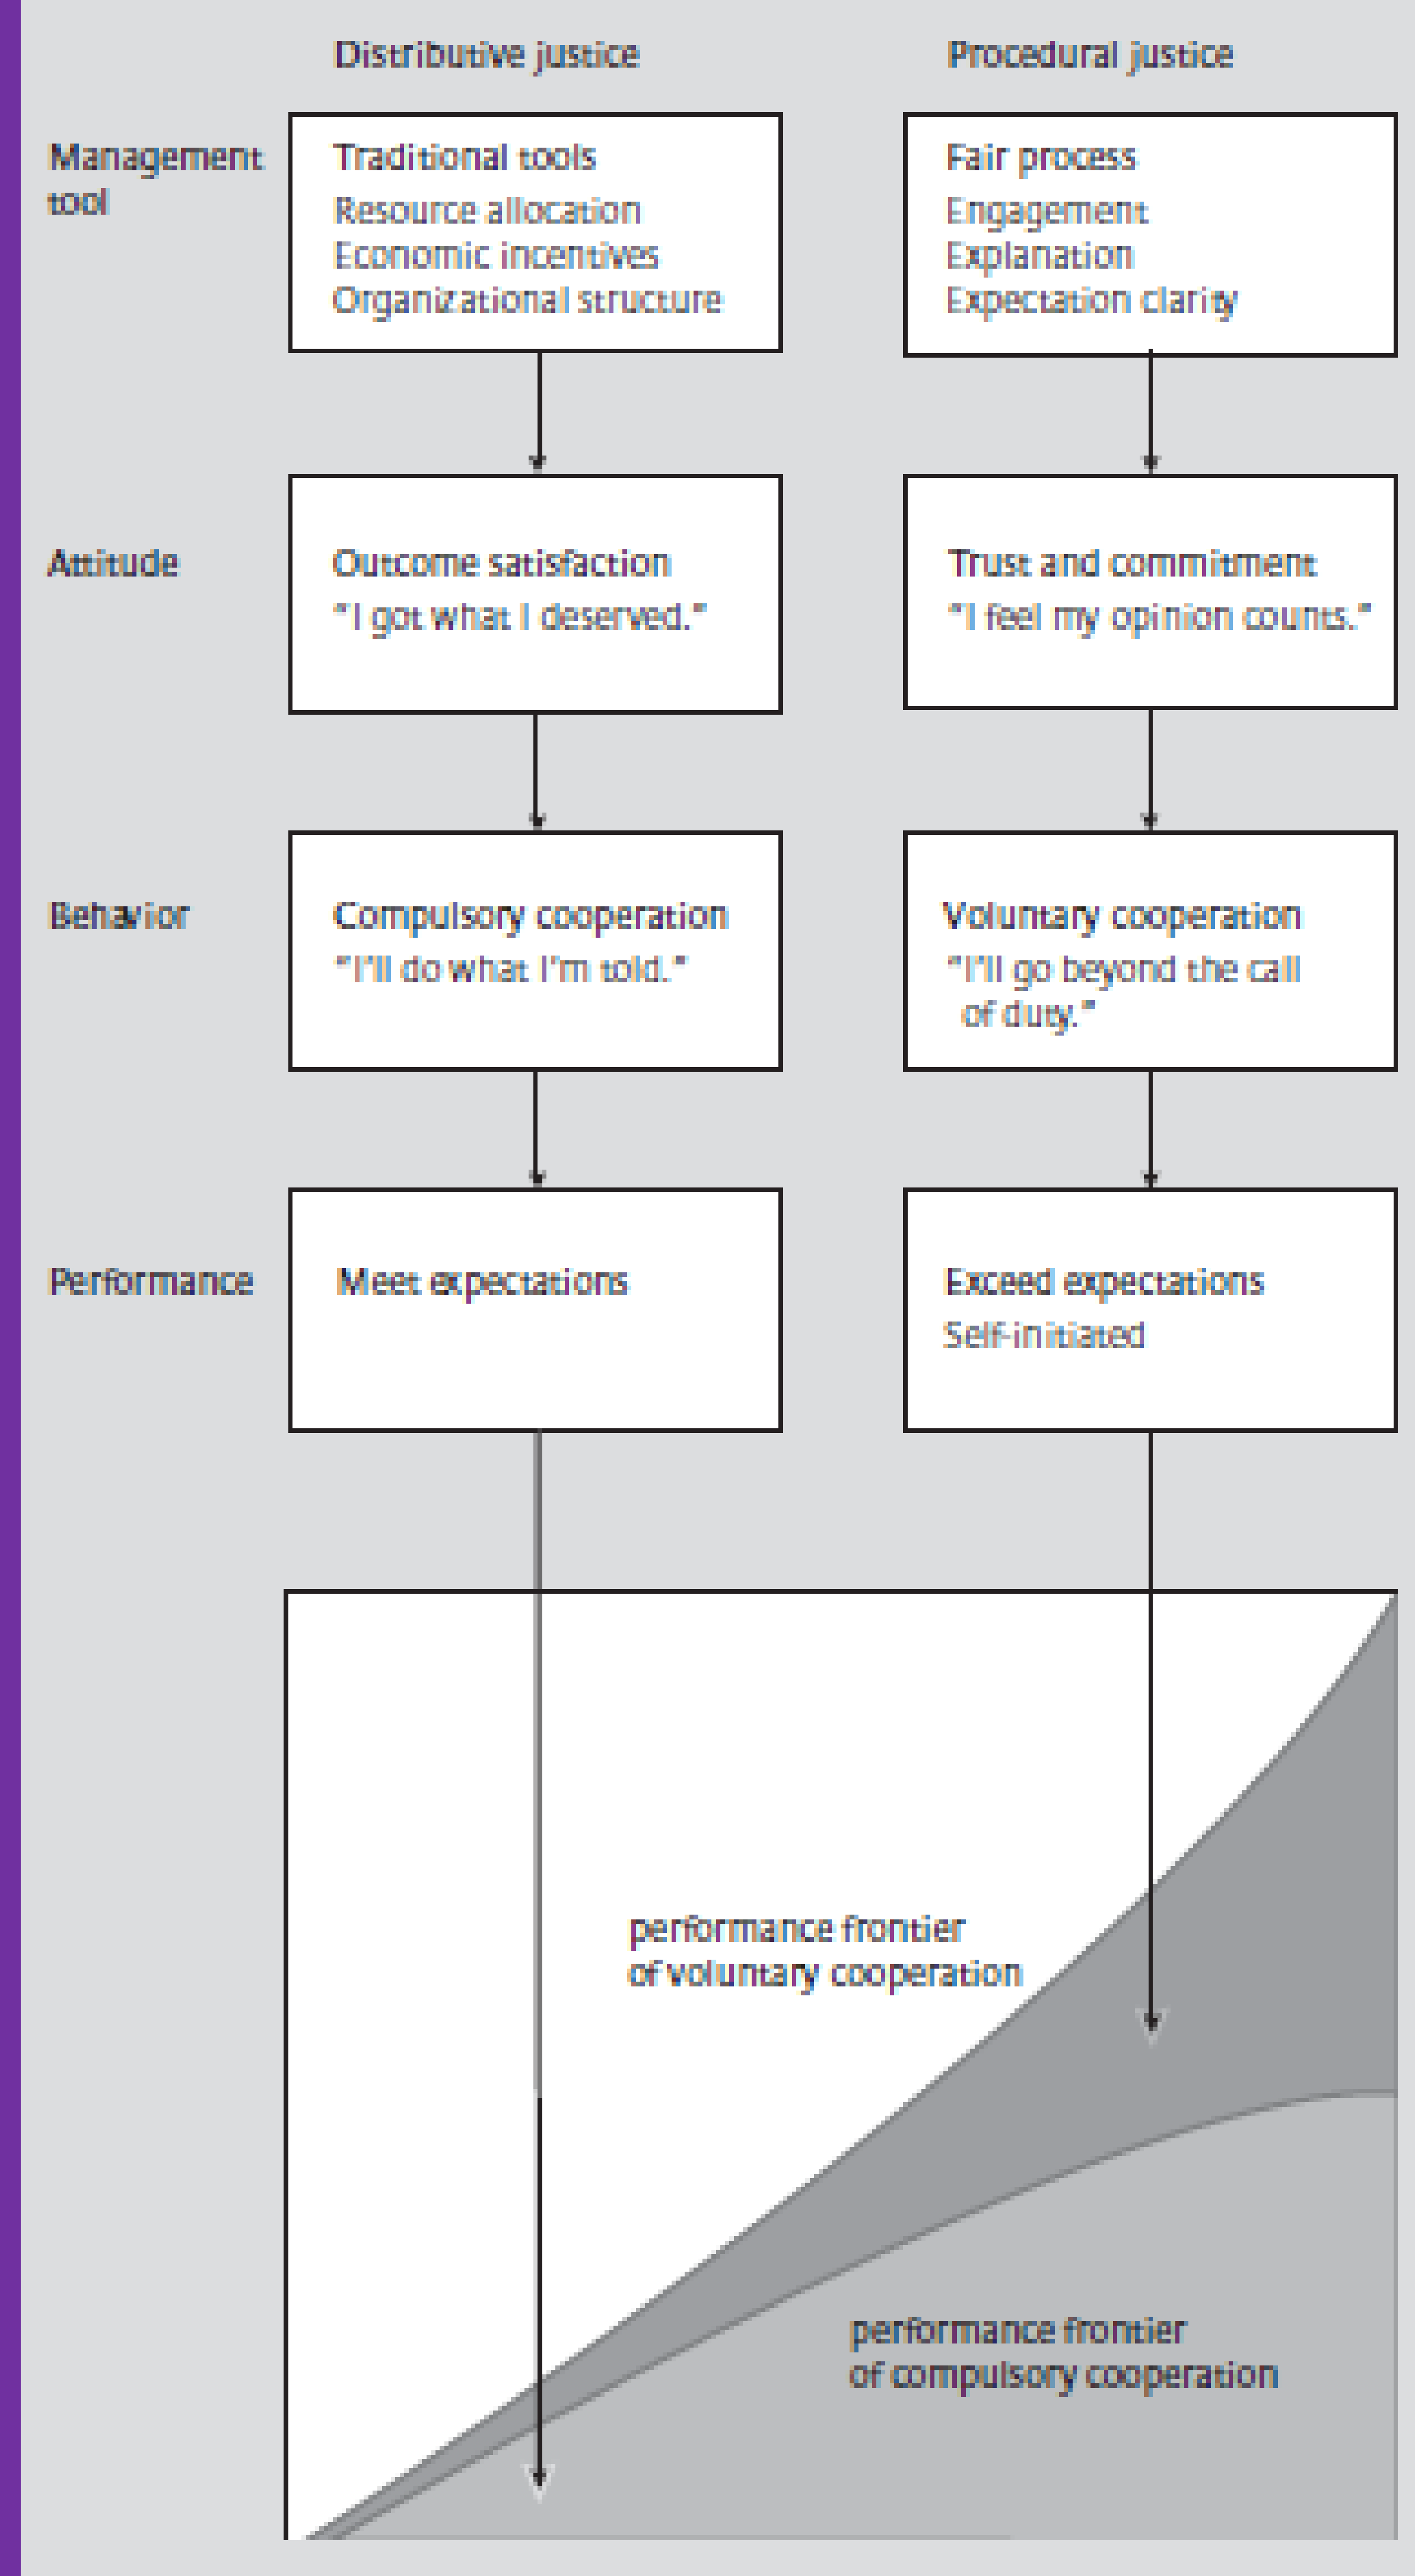 Distributive justice
Procedural justice
Management
tool
Traditional tools
Resource allocation
Economic incentives
Organizational structure
Fair process
Engagement
Explanation
Expectation clarity
Attitude
Outcome satisfaction
"I got what I deserved."
Trust and commitment
"I feel my opinion counts."
Behavior
Compulsory cooperation
"I'll do what I'm told."
Voluntary cooperation
"I'll go beyond the call
of duty."
Performance
Meet expectations
Exceed expectations
Self-initiated
performance frontier
of voluntary cooperation
performance frontier
of compulsory cooperation